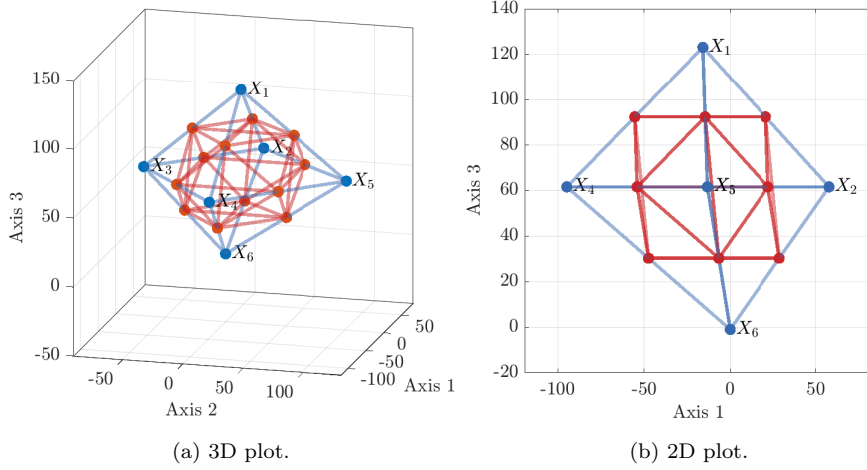 150
100
50
0
-50
Axis 3
X₁
X₂
X₃
X₄
X₅
X₆
-50
0
50
100
Axis 2
50
0
-50
-100
Axis 1
(a) 3D plot.
140
120
100
80
60
40
20
0
-20
Axis 3
X₁
X₄
X₅
X₂
X₆
-100
-50
0
50
Axis 1
(b) 2D plot.